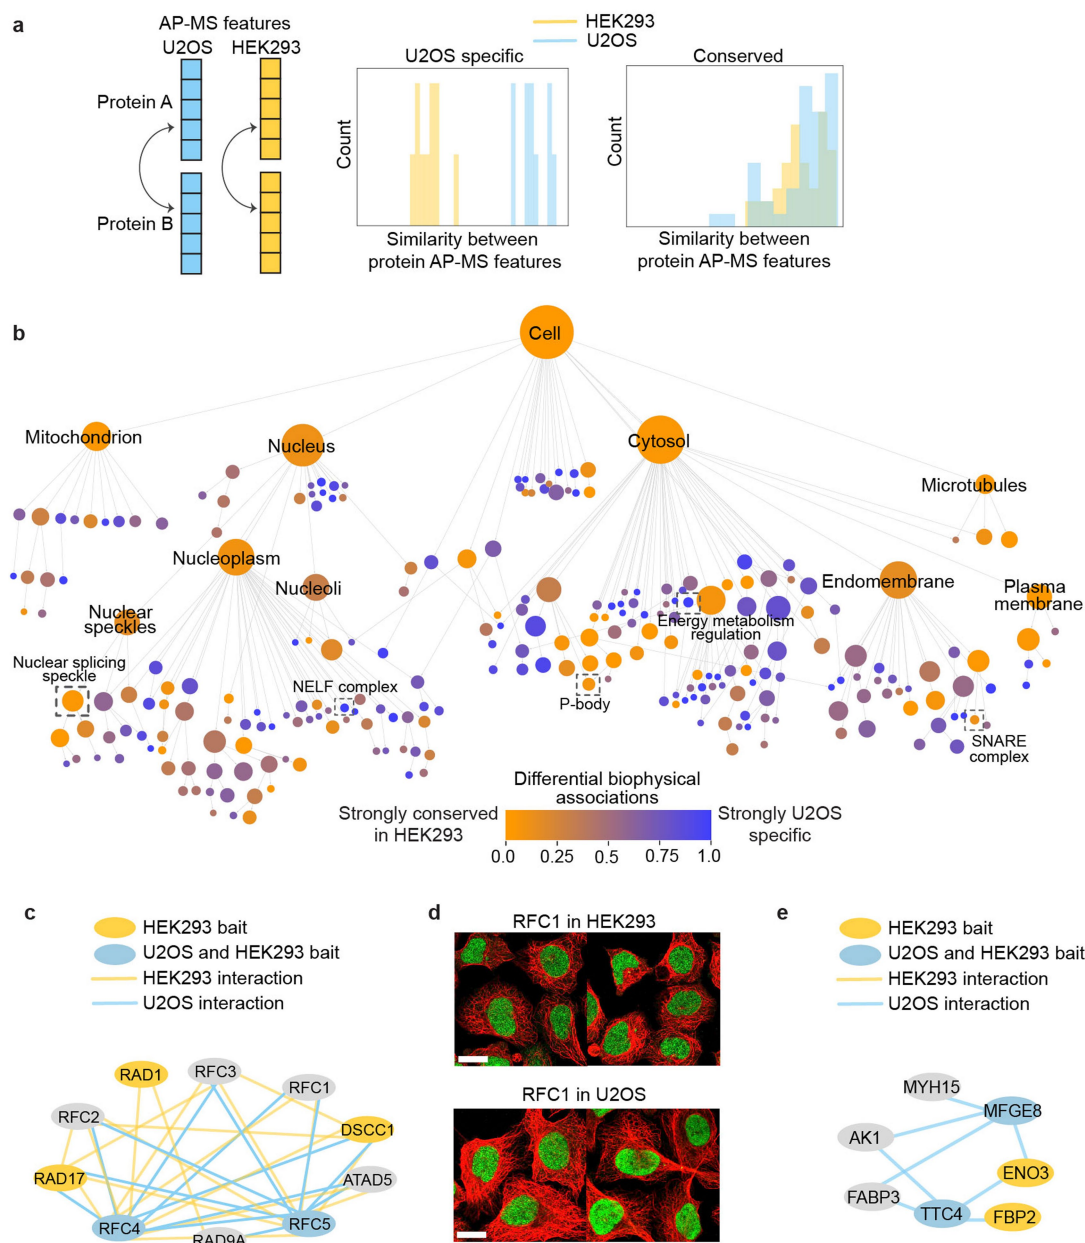 a
AP-MS features
U2OS HEK293
Protein A
Protein B
HEK293
U2OS
U2OS specific
Count
Similarity between
protein AP-MS features
Conserved
Count
Similarity between
protein AP-MS features
b
Cell
Mitochondrion
Nucleus
Cytosol
Microtubules
Nucleoplasm
Nucleoli
Endomembrane
Plasma
membrane
Nuclear
speckles
Energy metabolism
regulation
Nuclear splicing
speckle
NELF complex
P-body
SNARE
complex
Differential biophysical
associations
Strongly conserved
in HEK293
Strongly U2OS
specific
0.0 0.25 0.5 0.75 1.0
c
HEK293 bait
U2OS and HEK293 bait
HEK293 interaction
U2OS interaction
RAD1
RFC3
RFC1
RFC2
DSCC1
RAD17
ATAD5
RFC4
RFC5
RAD9A
d
RFC1 in HEK293
RFC1 in U2OS
e
HEK293 bait
U2OS and HEK293 bait
HEK293 interaction
U2OS interaction
MYH15
MFGE8
AK1
ENO3
FABP3
TTC4
FBP2